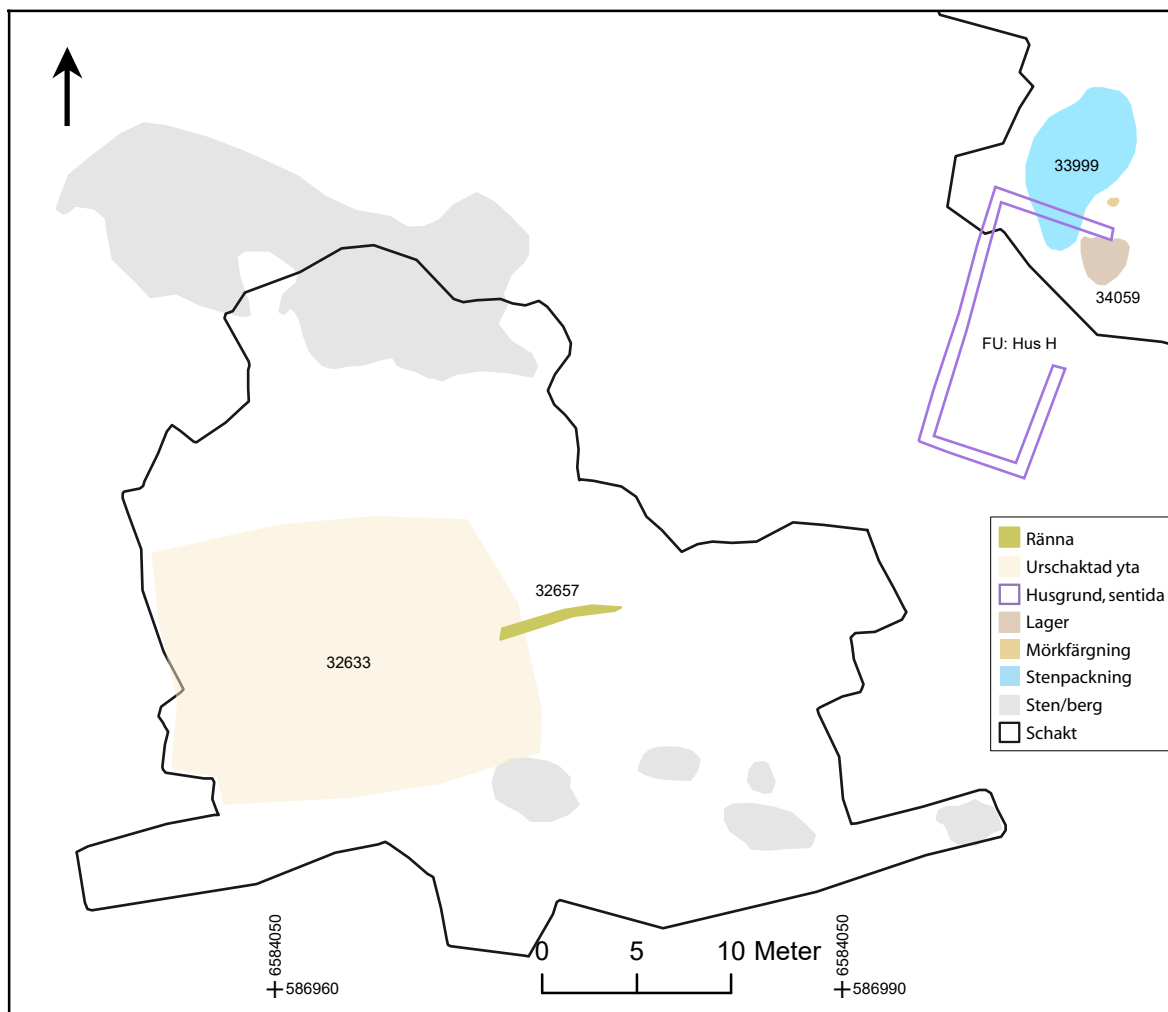 33999
34059
FU: Hus H
32657
32633
Ränna
Urschaktad yta
Husgrund, sentida
Lager
Mörkfärgning
Stenpackning
Sten/berg
Schakt
0 5 10 Meter
6584050
586960
6584050
586990